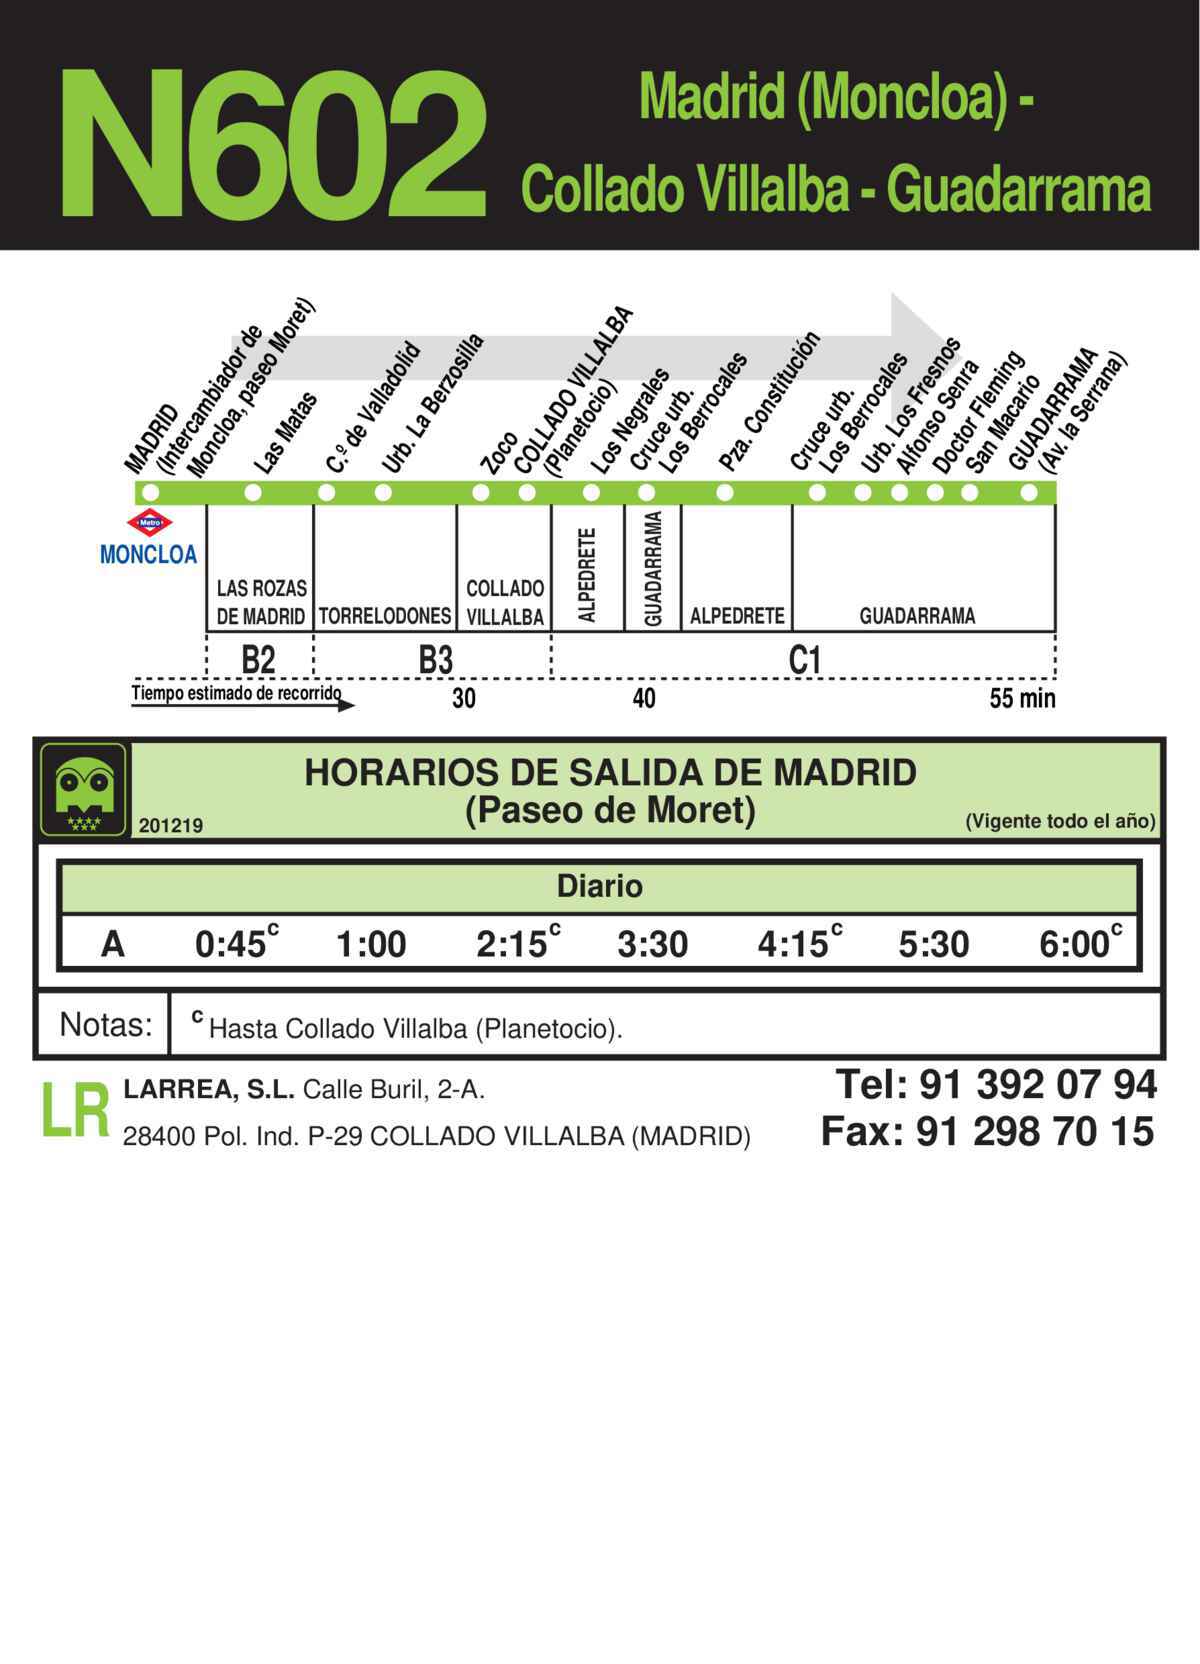 N602
Madrid (Moncloa) -
Collado Villalba - Guadarrama
MADRID
(Intercambiador de
Moncloa, paseo Moret)
Las Matas
C.º de Valladolid
Urb. La Berzosilla
Zoco
COLLADO VILLALBA
(Planetocio)
Los Negrales
Cruce urb.
Los Berrocales
Pza. Constitución
Cruce urb.
Los Berrocales
Urb. Los Fresnos
Alfonso Senra
Doctor Fleming
San Macario
GUADARRAMA
(Av. la Serrana)
Metro
MONCLOA
LAS ROZAS
DE MADRID
TORRELODONES
COLLADO
VILLALBA
ALPEDRETE
GUADARRAMA
ALPEDRETE
GUADARRAMA
B2 B3 C1
Tiempo estimado de recorrido 30 40 55 min
HORARIOS DE SALIDA DE MADRID
(Paseo de Moret)
201219 (Vigente todo el año)
Diario
A 0:45c 1:00 2:15c 3:30 4:15c 5:30 6:00c
Notas: c Hasta Collado Villalba (Planetocio).
LR
LARREA, S.L. Calle Buril, 2-A.
28400 Pol. Ind. P-29 COLLADO VILLALBA (MADRID)
Tel: 91 392 07 94
Fax: 91 298 70 15